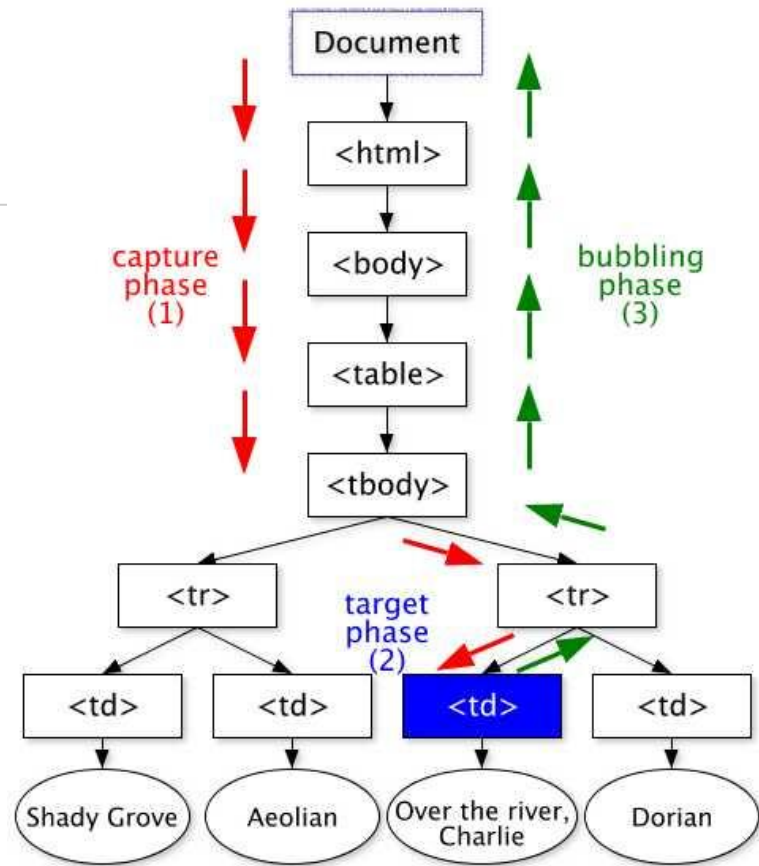 Document
<html>
capture
phase
(1)
<body>
bubbling
phase
(3)
<table>
<tbody>
<tr>
target
phase
(2)
<tr>
<td>
<td>
<td>
<td>
Shady Grove
Aeolian
Over the river,
Charlie
Dorian